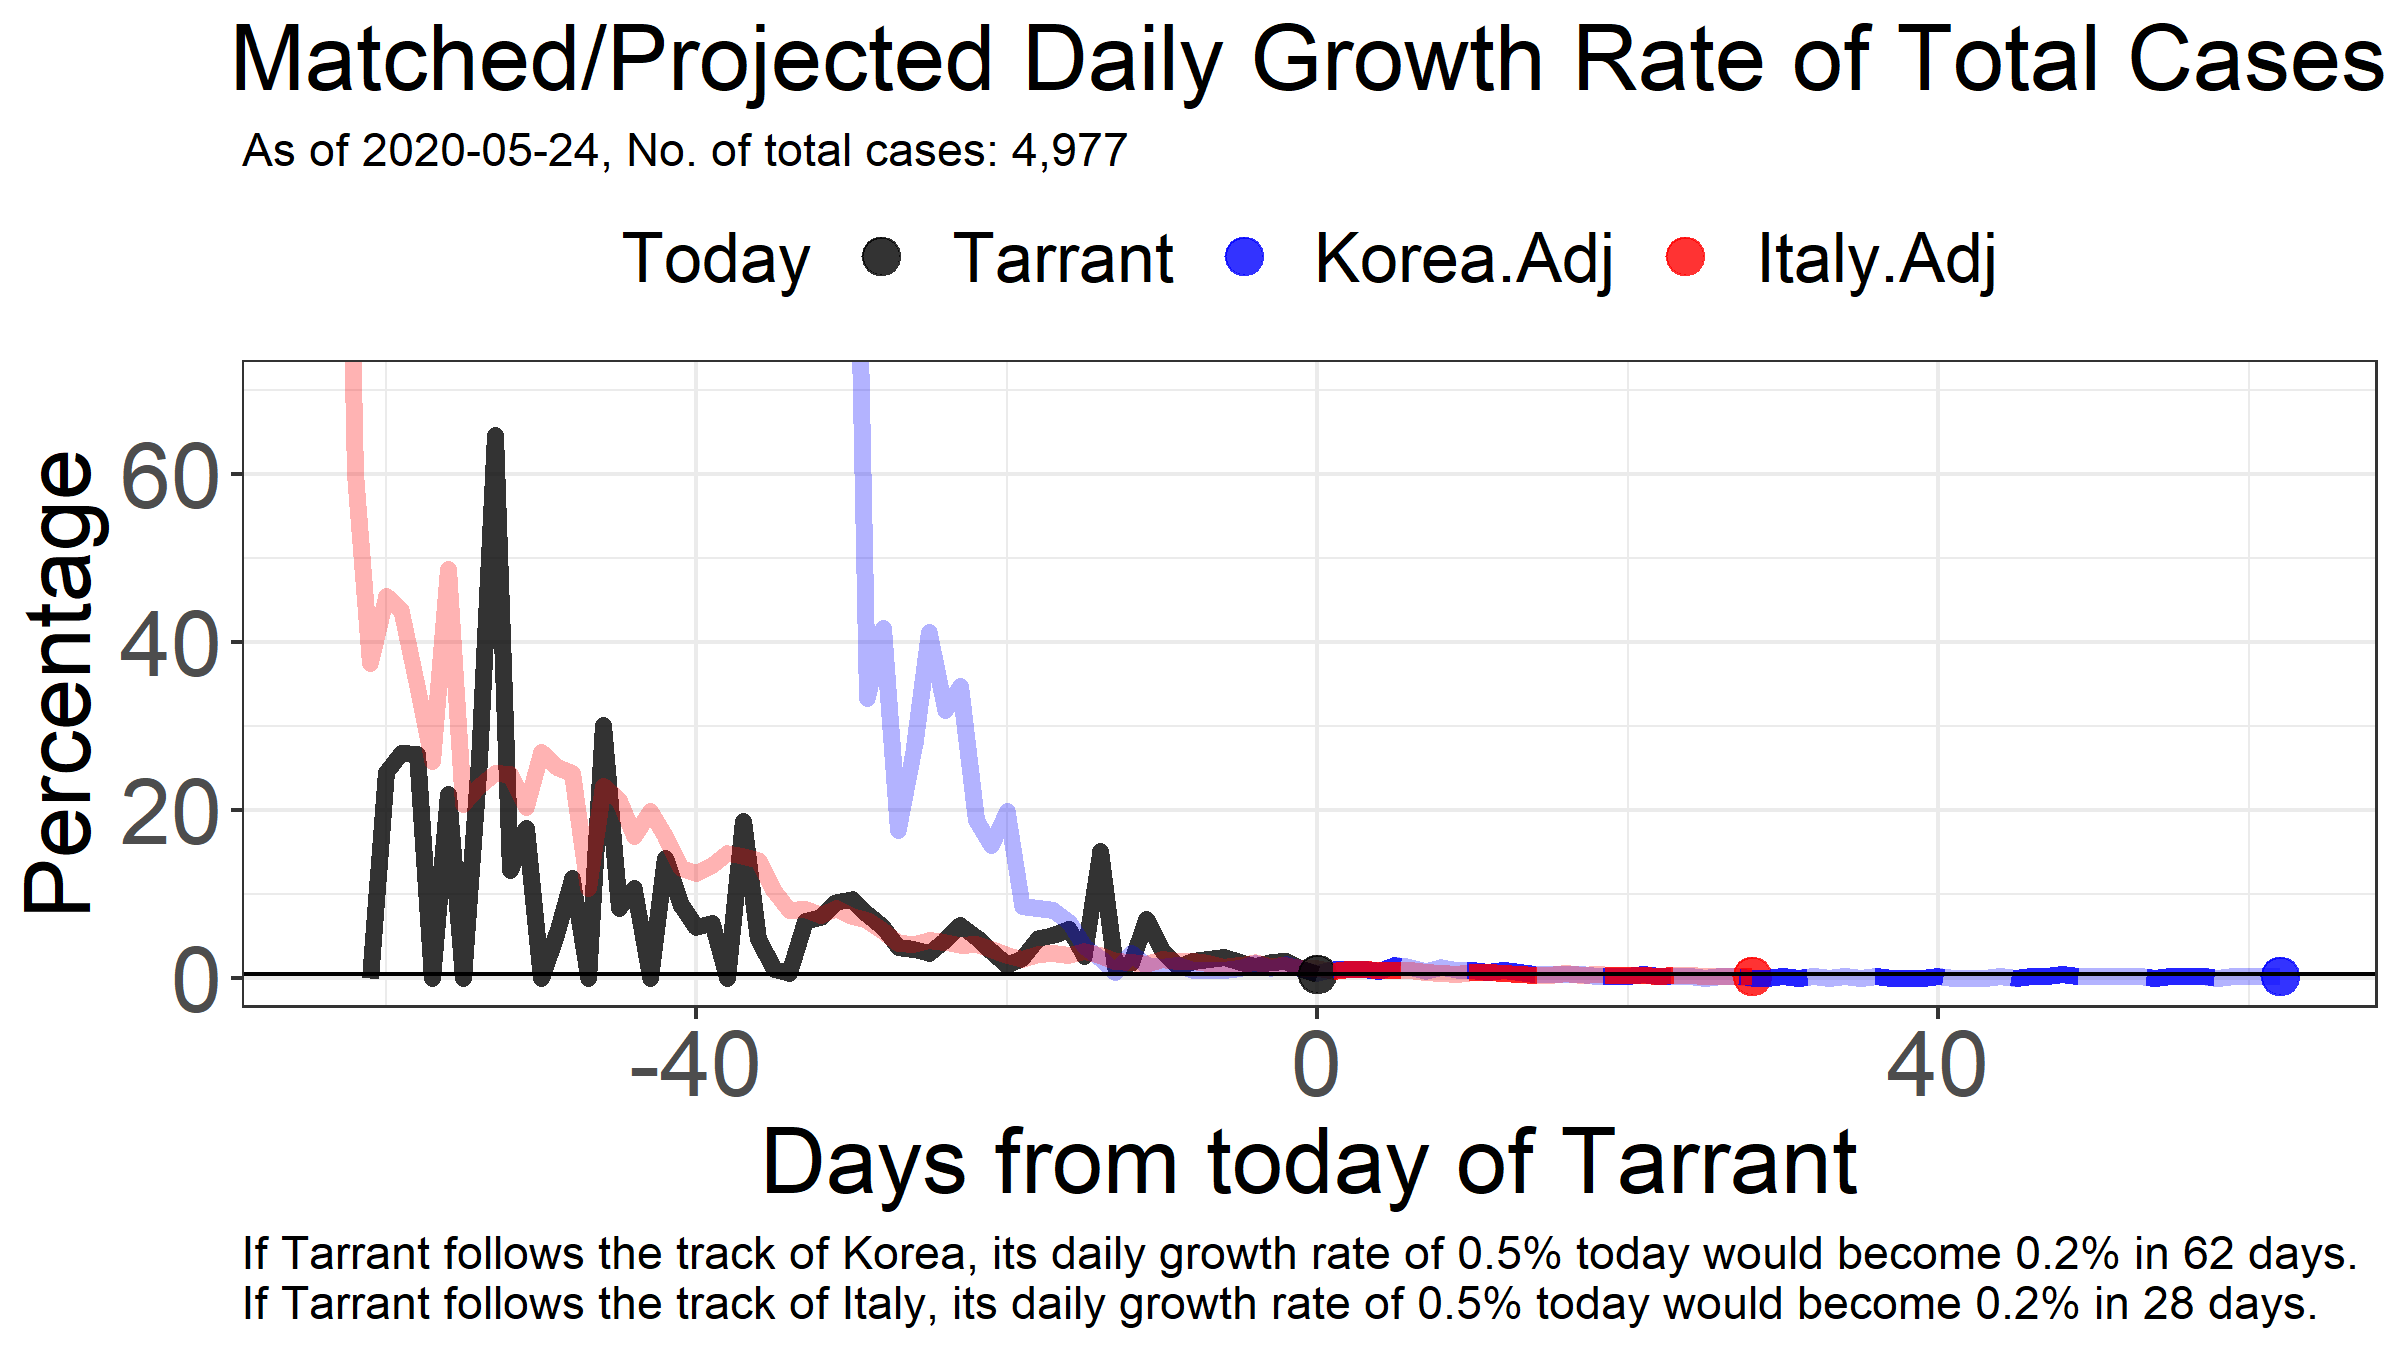 Matched/Projected Daily Growth Rate of Total Cases
As of 2020-05-24, No. of total cases: 4,977
Today Tarrant Korea.Adj Italy.Adj
Percentage
60
40
20
0
-40 0 40
Days from today of Tarrant
If Tarrant follows the track of Korea, its daily growth rate of 0.5% today would become 0.2% in 62 days.
If Tarrant follows the track of Italy, its daily growth rate of 0.5% today would become 0.2% in 28 days.